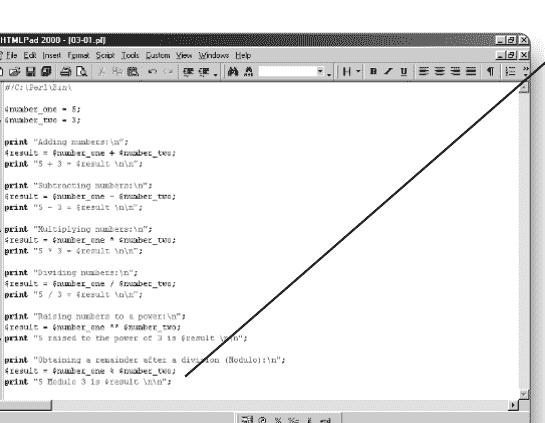 HTMLPad 2000 - [03-01.pl]
File Edit Insert Format Script Tools Custom View Windows Help
H B I U ¶
#/C:\Perl\Bin\
$number_one = 5;
$number_two = 3;
print "Adding numbers:\n";
$result = $number_one + $number_two;
print "5 + 3 = $result \n\n";
print "Subtracting numbers:\n";
$result = $number_one - $number_two;
print "5 - 3 = $result \n\n";
print "Multiplying numbers:\n";
$result = $number_one * $number_two;
print "5 * 3 = $result \n\n";
print "Dividing numbers:\n";
$result = $number_one / $number_two;
print "5 / 3 = $result \n\n";
print "Raising numbers to a power:\n";
$result = $number_one ** $number_two;
print "5 raised to the power of 3 is $result \n\n";
print "Obtaining a remainder after a division (Modulo):\n";
$result = $number_one % $number_two;
print "5 Modulo 3 is $result \n\n";